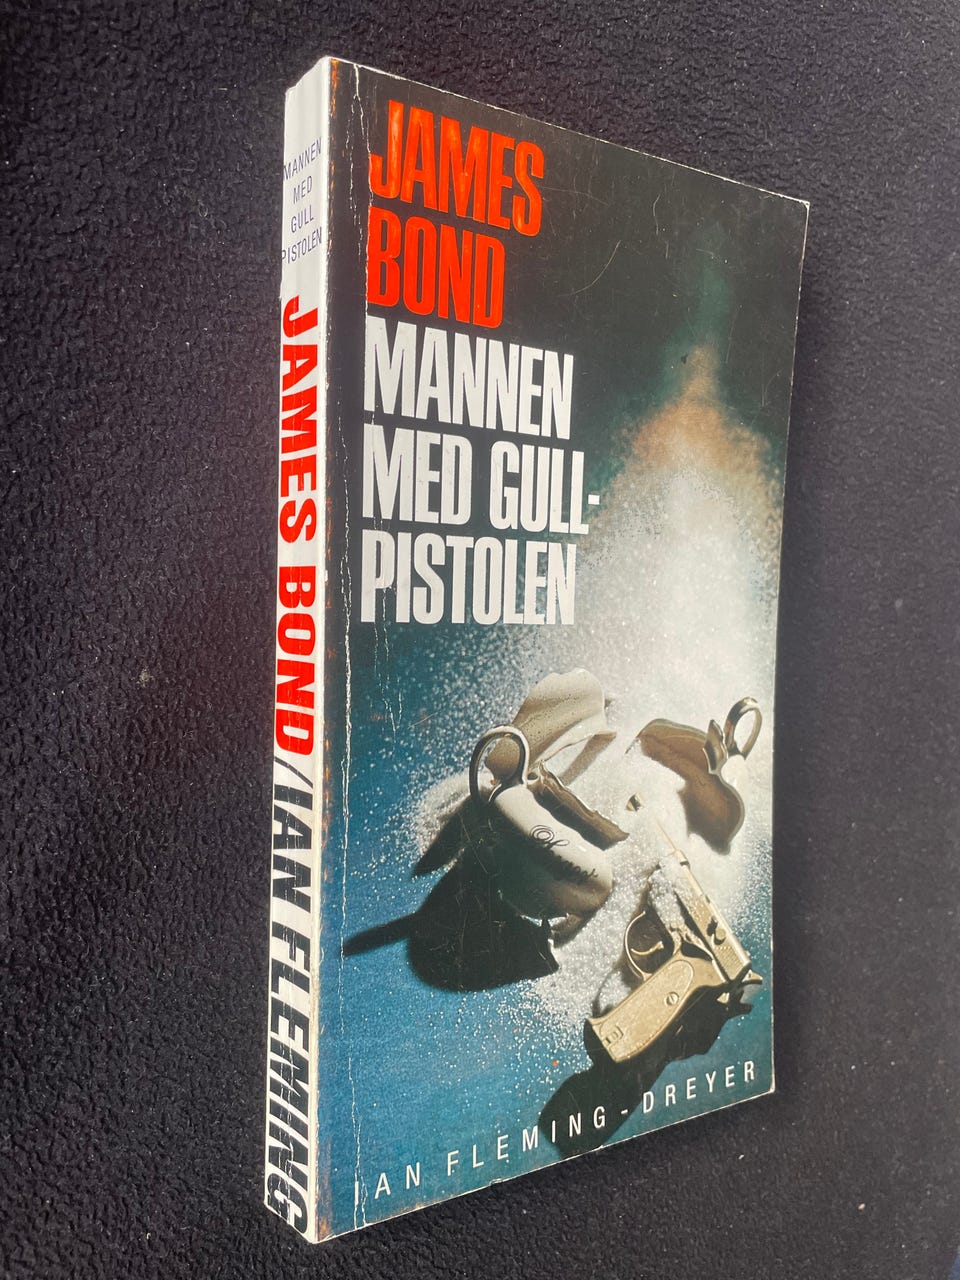 MANNEN
MED
GULL
PISTOLEN
JAMES BOND/IAN FLEMING
JAMES
BOND
MANNEN
MED GULL-
PISTOLEN
IAN FLEMING - DREYER